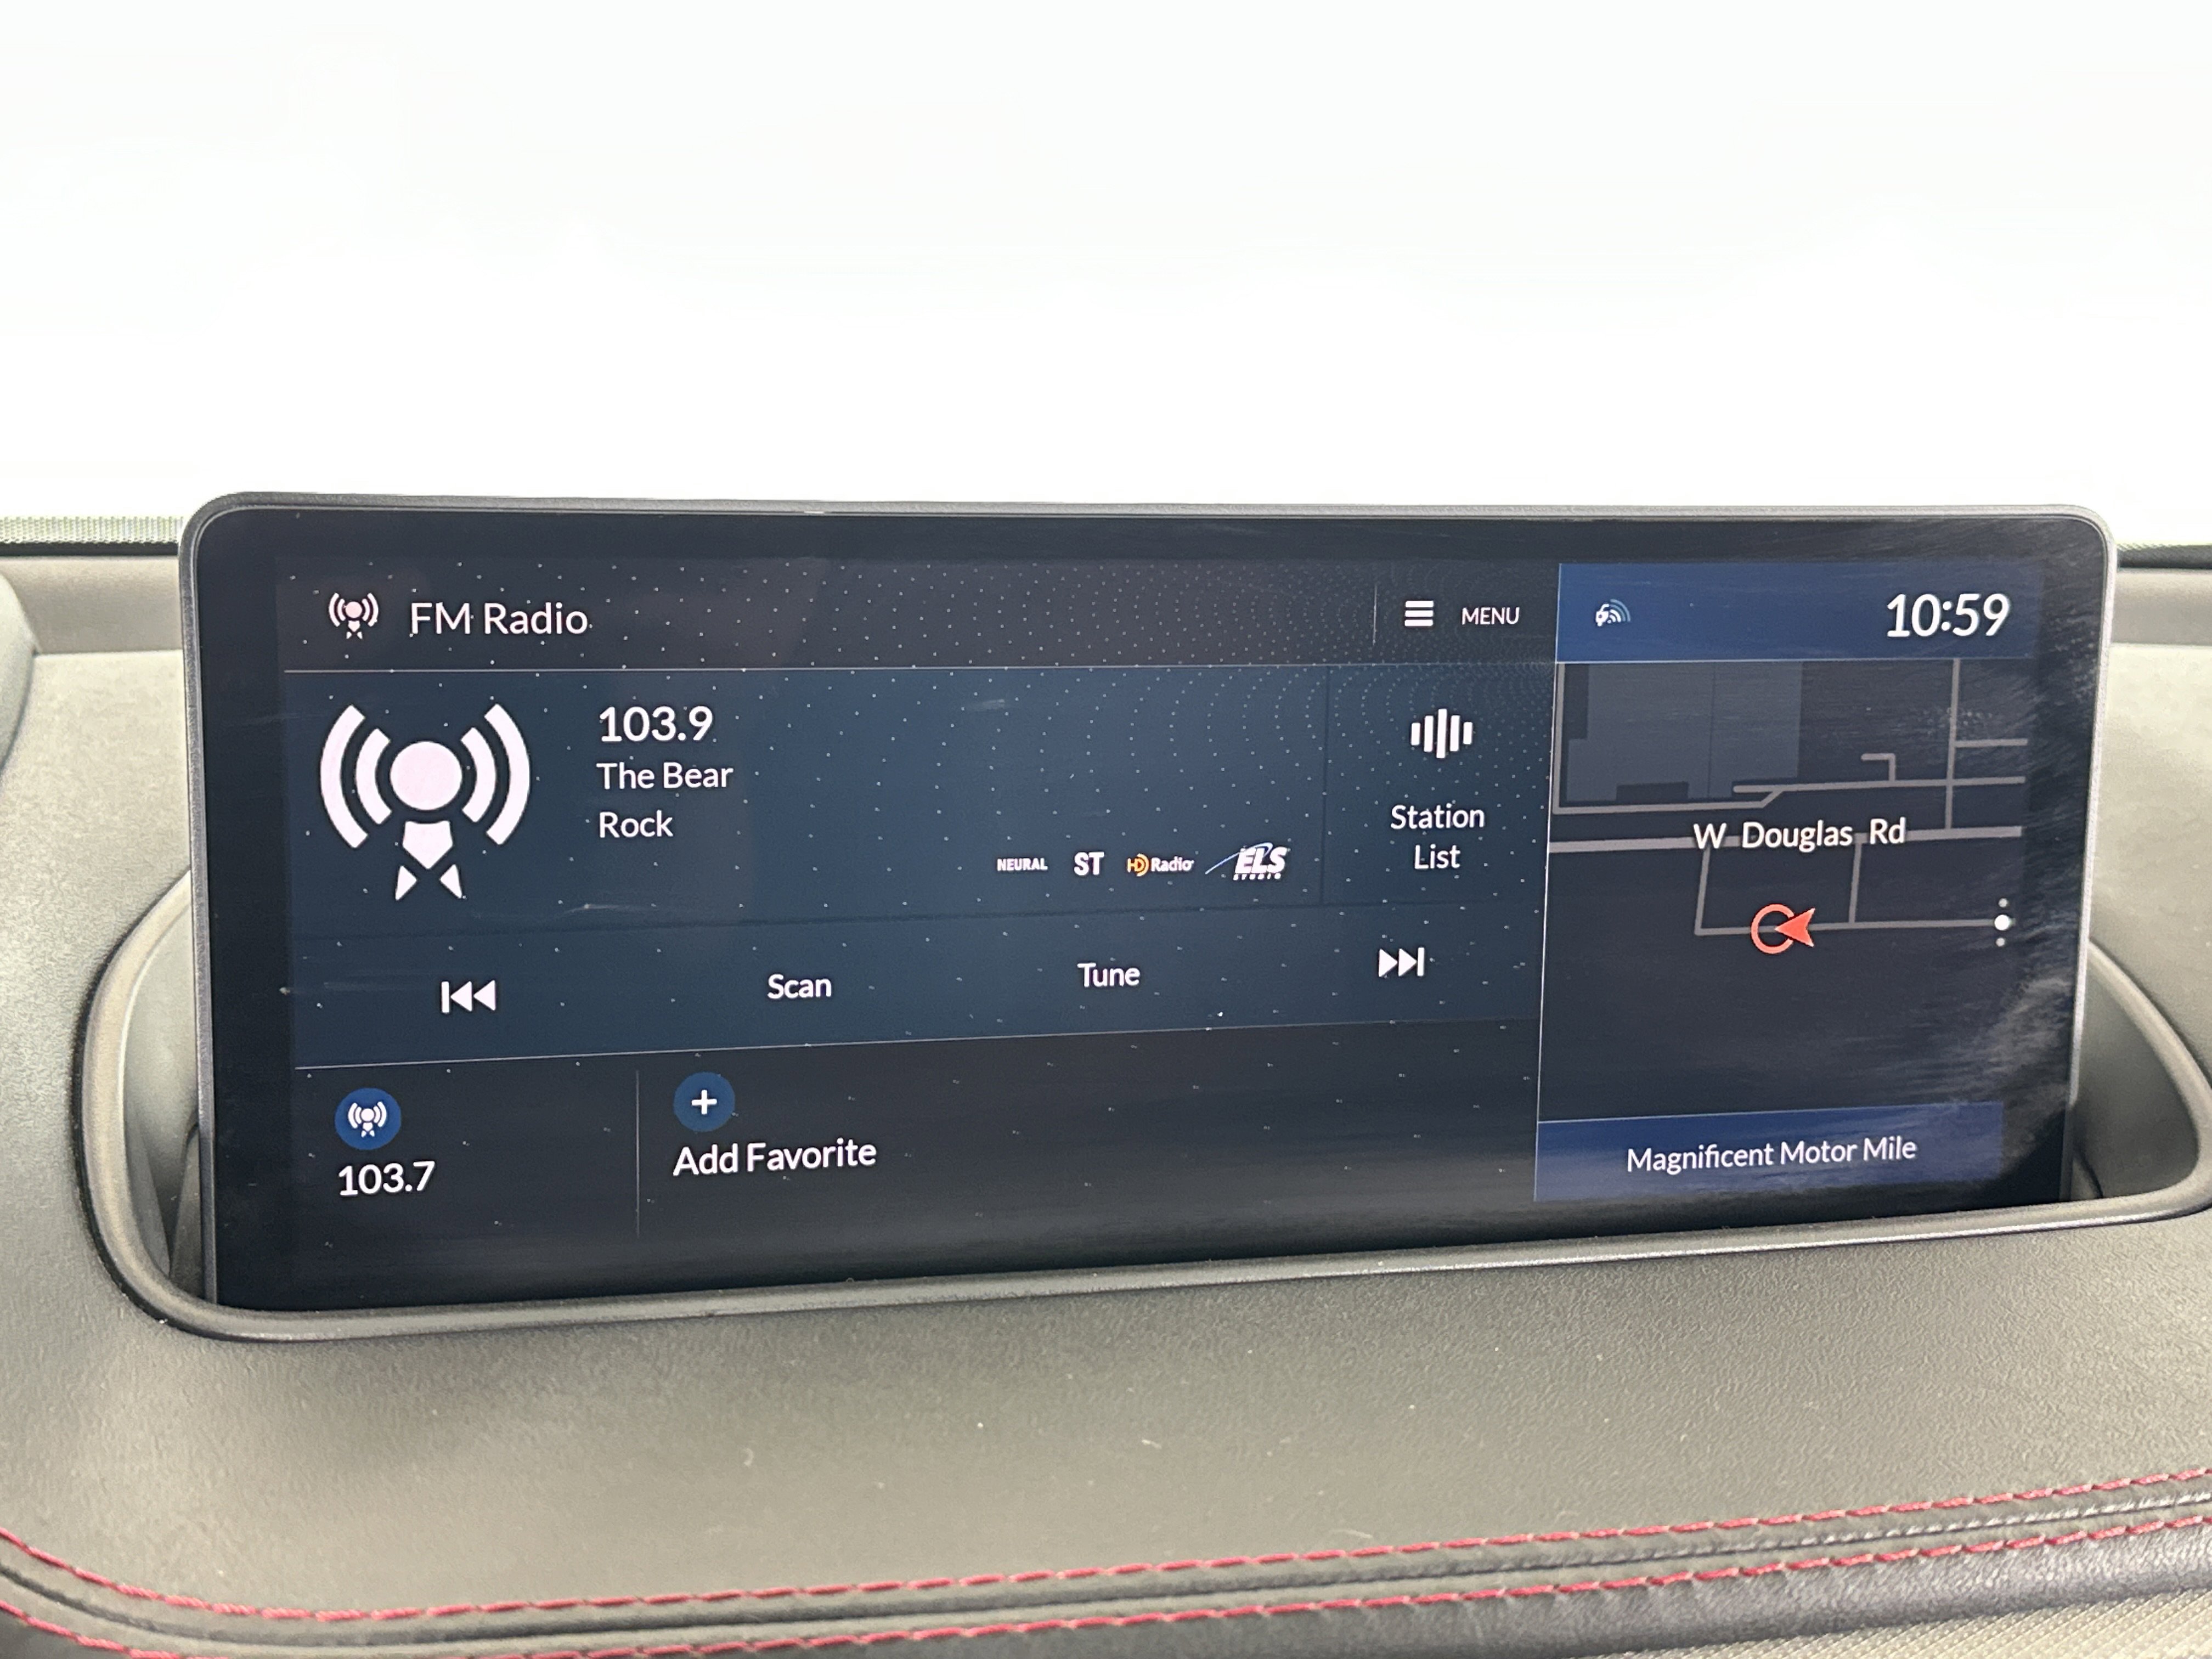 FM Radio
MENU
10:59
103.9
The Bear
Rock
NEURAL ST HD Radio ELS STUDIO
Station
List
W Douglas Rd
Scan
Tune
103.7
Add Favorite
Magnificent Motor Mile